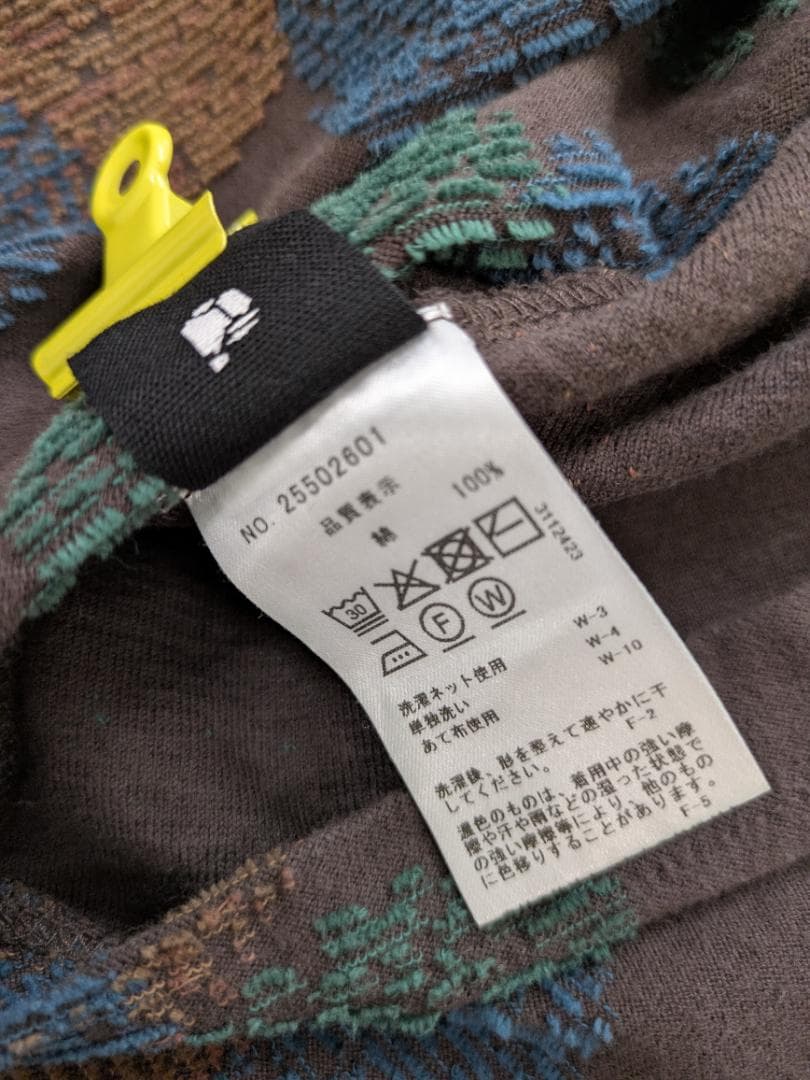 NO. 25502601
品質表示
綿 100%
3112423
30
F W
洗濯ネット使用 W-3
単独洗い W-4
あて布使用 W-10
洗濯後、形を整えて速やかに干
してください。 F-2
濃色のものは、着用中の強い摩
擦や汗や雨などの湿った状態で
の強い摩擦等により、他のもの
に色移りすることがあります。
F-5